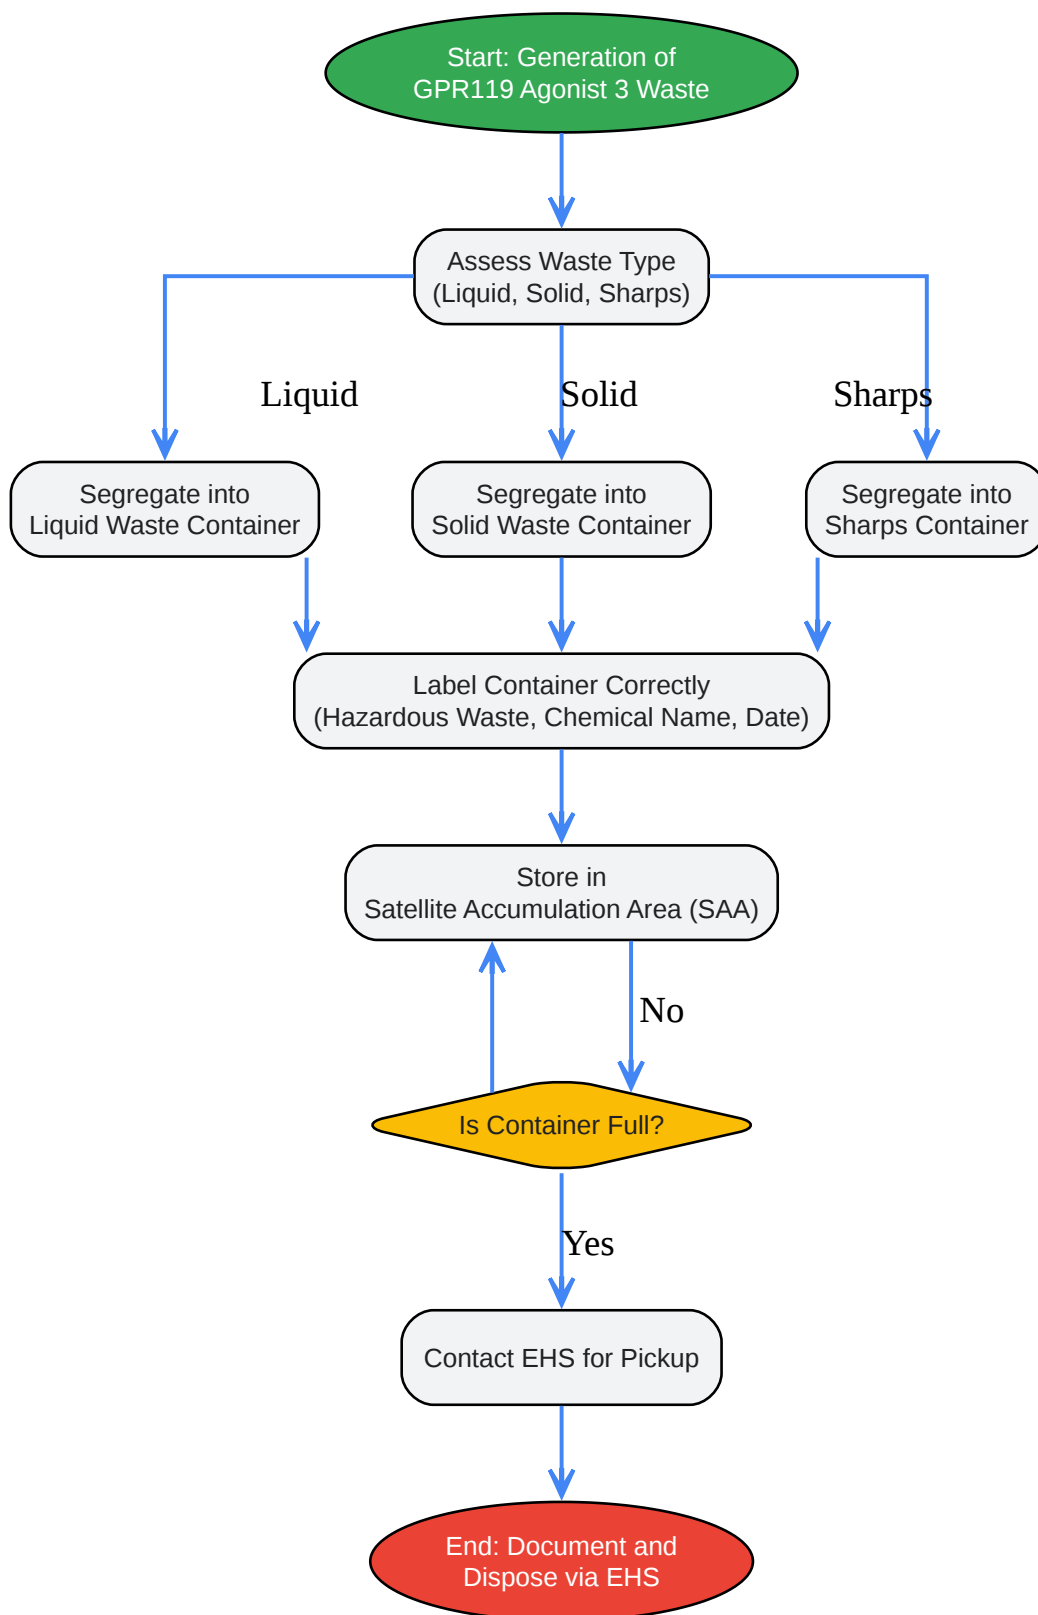 Start: Generation of
GPR119 Agonist 3 Waste
Assess Waste Type
(Liquid, Solid, Sharps)
Liquid
Solid
Sharps
Segregate into
Liquid Waste Container
Segregate into
Solid Waste Container
Segregate into
Sharps Container
Label Container Correctly
(Hazardous Waste, Chemical Name, Date)
Store in
Satellite Accumulation Area (SAA)
No
Is Container Full?
Yes
Contact EHS for Pickup
End: Document and
Dispose via EHS